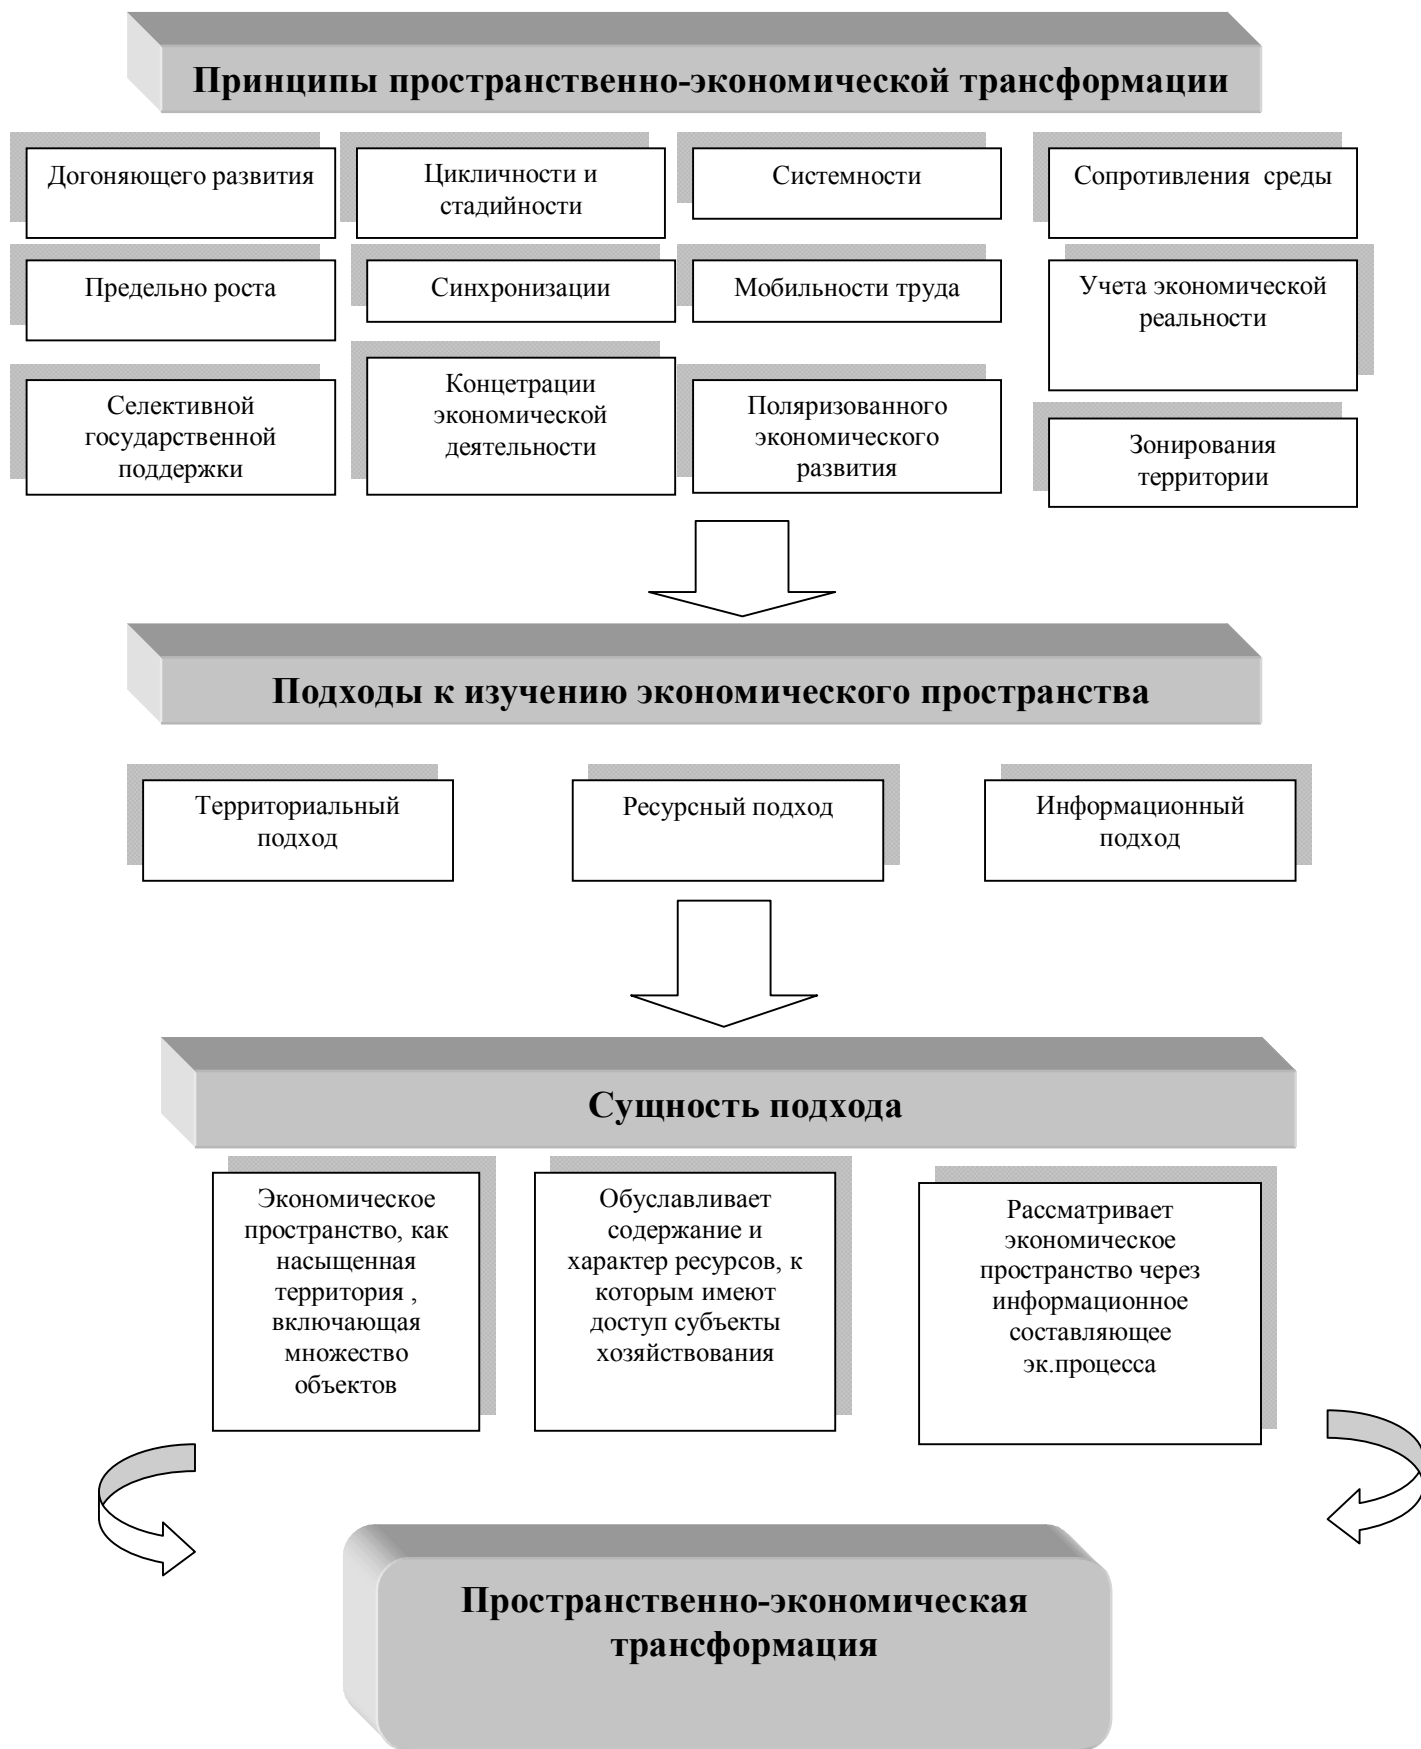 Принципы пространственно-экономической трансформации
Догоняющего развития
Цикличности и
стадийности
Системности
Сопротивления среды
Предельно роста
Синхронизации
Мобильности труда
Учета экономической
реальности
Селективной
государственной
поддержки
Концетрации
экономической
деятельности
Поляризованного
экономического
развития
Зонирования
территории
Подходы к изучению экономического пространства
Территориальный
подход
Ресурсный подход
Информационный
подход
Сущность подхода
Экономическое
пространство, как
насыщенная
территория ,
включающая
множество
объектов
Обуславливает
содержание и
характер ресурсов, к
которым имеют
доступ субъекты
хозяйствования
Рассматривает
экономическое
пространство через
информационное
составляющее
эк.процесса
Пространственно-экономическая
трансформация